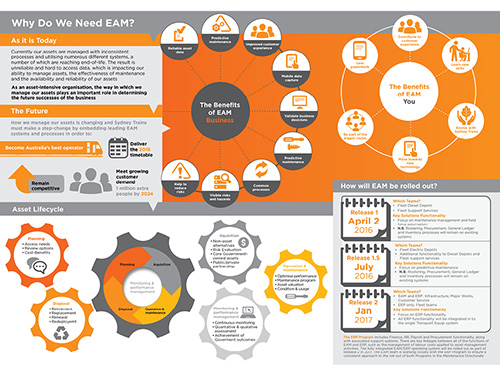 Why Do We Need EAM?
As it is Today
Currently our assets are managed with inconsistent
processes and utilising numerous different systems, a
number of which are reaching end-of-life. The result is
unreliable and hard to access data, which is impacting our
ability to manage assets, the effectiveness of maintenance
and the availability and reliability of our assets
As an asset-intensive organisation, the way in which we
manage our assets plays an important role in determining
the future successes of the business
The Future
How we manage our assets is changing and Sydney Trains
must make a step-change by embedding leading EAM
systems and processes in order to:
Become Australia's best operator
Deliver
the 2018
timetable
Remain
competitive
Meet growing
customer
demand
1 million extra
people by 2036
The Benefits
of EAM
Business
Reliable asset
data
Predictive
maintenance
Improved customer
experience
Mobile data
capture
Validate business
decisions
Predictive
maintenance
Common
processes
Visible risks
and hazards
Help to
reduce risks
The Benefits
of EAM
You
Contribute to
customer
experience
Less
paperwork
Learn new
skills
Be part of the
bigger vision
Evolve with
Sydney Trains
Move towards
new
technology
Asset Lifecycle
Planning
Access needs
Review options
Cost-Benefits
Disposal
Retirement
Replacement
Renewal
Redeployment
Planning
Aquisition
Monitoring &
performance
management
Disposal
Operation &
maintenance
Aquisition
Non-asset
alternatives
Risk Evaluation
Core Government-
owned assets
Public/private
partnership
Monitoring &
performance
management
Continuous monitoring
Quantative & qualitative
assessment
Achievement of
Goverment outcomes
Operation &
maintenance
Optimise performance
Maintenance program
Asset valuation
Condition & usage
How will EAM be rolled out?
Release 1
April 2
2016
Which Teams?
Fleet Diesel Depots
Fleet Support Services
Key Solutions Functionality
Focus on maintenance management and field
N.B. Rostering, Procurement, General Ledger
and Inventory processes will remain on existing
Release 1.5
July
2016
Which Teams?
Fleet Electric Depots
Additional functionality to Diesel Depots and
Fleet support services
Key Solutions Functionality
Focus on predictive maintenance
N.B. Rostering, Procurement, General Ledger
and Inventory processes will remain on
existing systems
Release 2
Jan
2017
Which Teams?
EAM and ERP: Infrastructure, Major Works,
Customer Service
ERP only: Fleet teams
Key Solutions Functionality
Focus on ERP functionality
All ERP functionality will be integrated in to
the single Transport Equip system